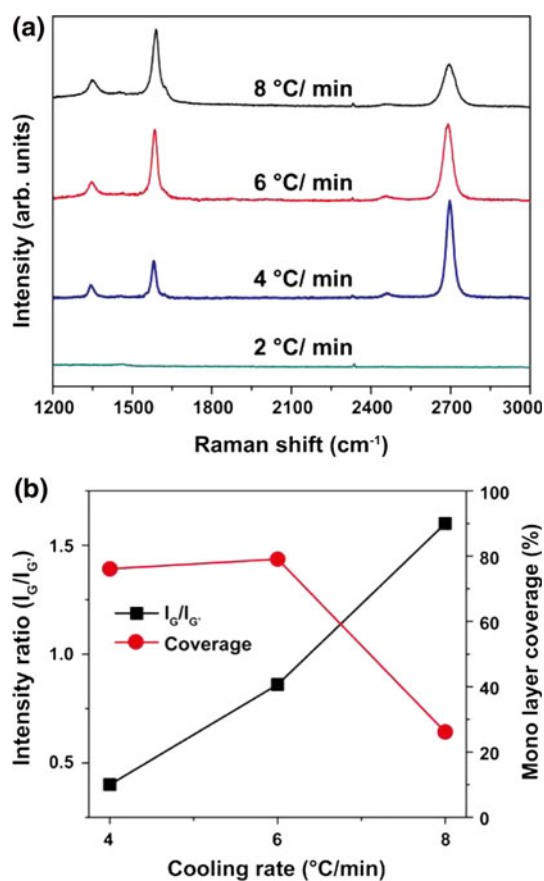 (a)
Intensity (arb. units)
8 °C/ min
6 °C/ min
4 °C/ min
2 °C/ min
1200 1500 1800 2100 2400 2700 3000
Raman shift (cm⁻¹)
(b)
Intensity ratio (I_G/I_G')
1.5
1.0
0.5
I_G/I_G'
Coverage
100
80
60
40
20
0
Mono layer coverage (%)
4 6 8
Cooling rate (°C/min)